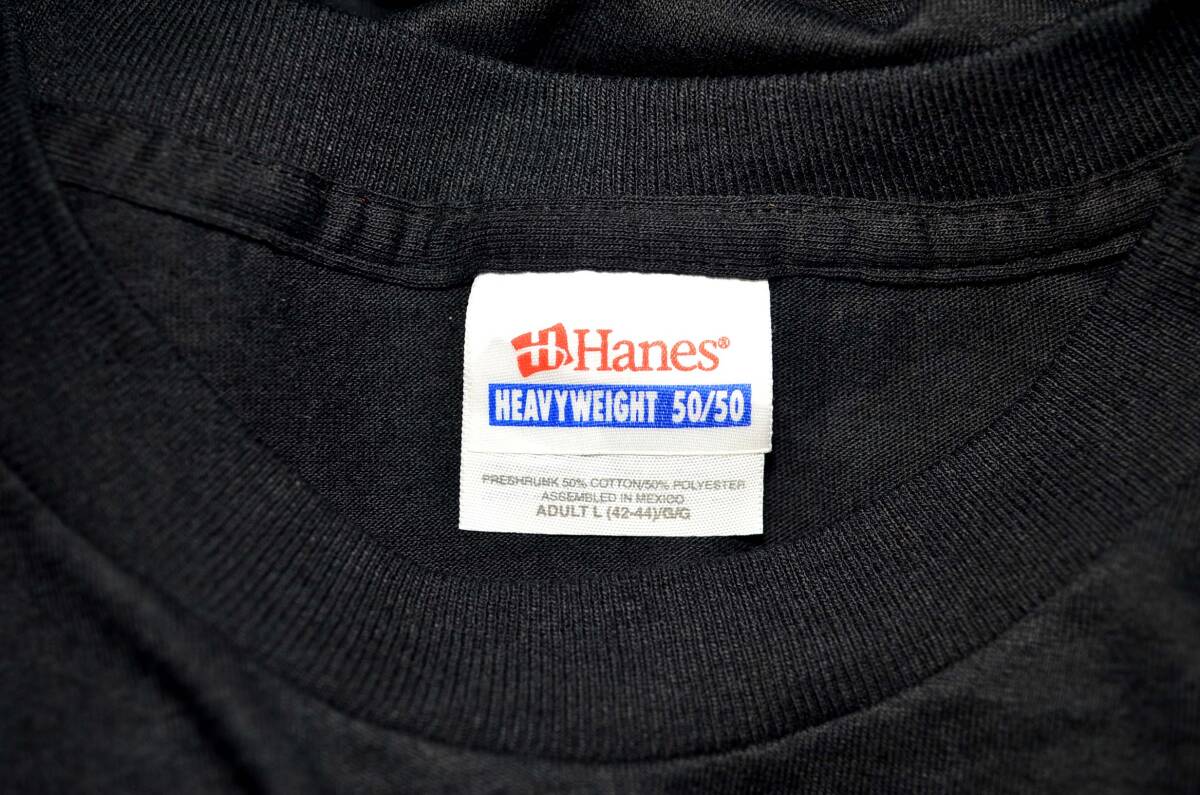 Hanes®
HEAVYWEIGHT 50/50
PRESHRUNK 50% COTTON/50% POLYESTER
ASSEMBLED IN MEXICO
ADULT L (42-44)/G/G